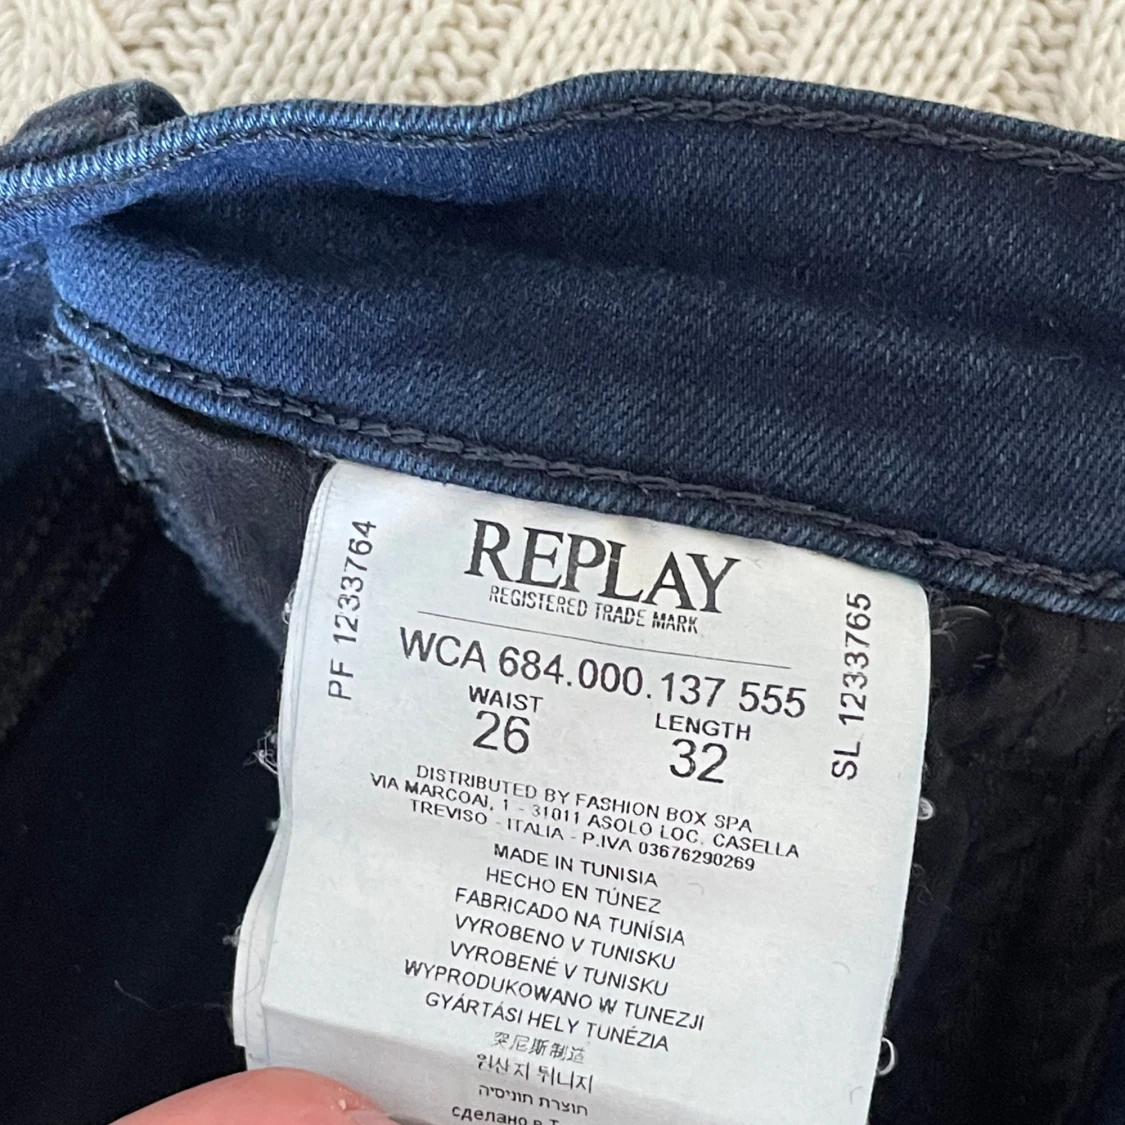 REPLAY
REGISTERED TRADE MARK
PF 1233764
SL 1233765
WCA 684.000.137 555
WAIST
26
LENGTH
32
DISTRIBUTED BY FASHION BOX SPA
VIA MARCOAI, 1 - 31011 ASOLO LOC. CASELLA
TREVISO - ITALIA - P.IVA 03676290269
MADE IN TUNISIA
HECHO EN TÚNEZ
FABRICADO NA TUNÍSIA
VYROBENO V TUNISKU
VYROBENÉ V TUNISKU
WYPRODUKOWANO W TUNEZJI
GYÁRTÁSI HELY TUNÉZIA
突尼斯制造
원산지 튀니지
תוצרת תוניסיה
сделано в